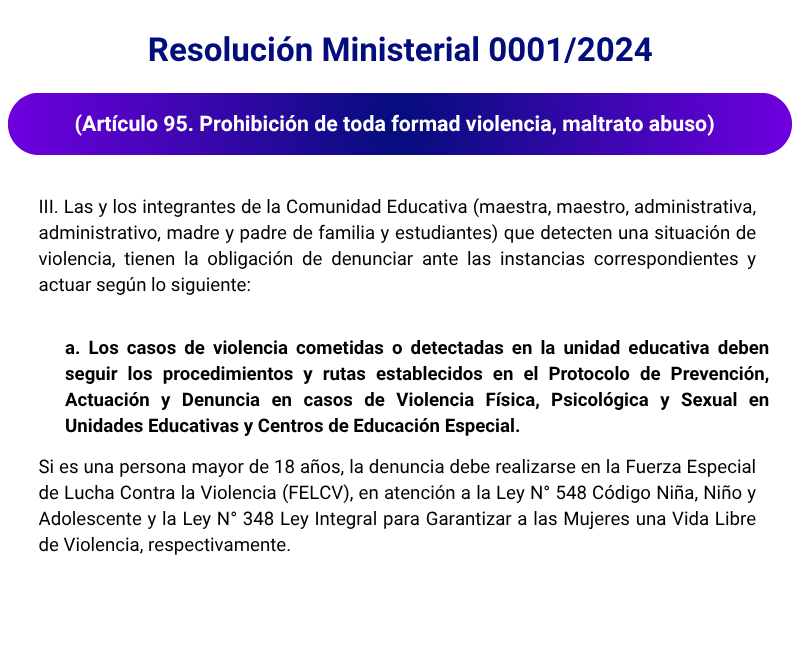 Resolución Ministerial 0001/2024
(Artículo 95. Prohibición de toda formad violencia, maltrato abuso)
III. Las y los integrantes de la Comunidad Educativa (maestra, maestro, administrativa,
administrativo, madre y padre de familia y estudiantes) que detecten una situación de
violencia, tienen la obligación de denunciar ante las instancias correspondientes y
actuar según lo siguiente:
a. Los casos de violencia cometidas o detectadas en la unidad educativa deben
seguir los procedimientos y rutas establecidos en el Protocolo de Prevención,
Actuación y Denuncia en casos de Violencia Física, Psicológica y Sexual en
Unidades Educativas y Centros de Educación Especial.
Si es una persona mayor de 18 años, la denuncia debe realizarse en la Fuerza Especial
de Lucha Contra la Violencia (FELCV), en atención a la Ley N° 548 Código Niña, Niño y
Adolescente y la Ley N° 348 Ley Integral para Garantizar a las Mujeres una Vida Libre
de Violencia, respectivamente.